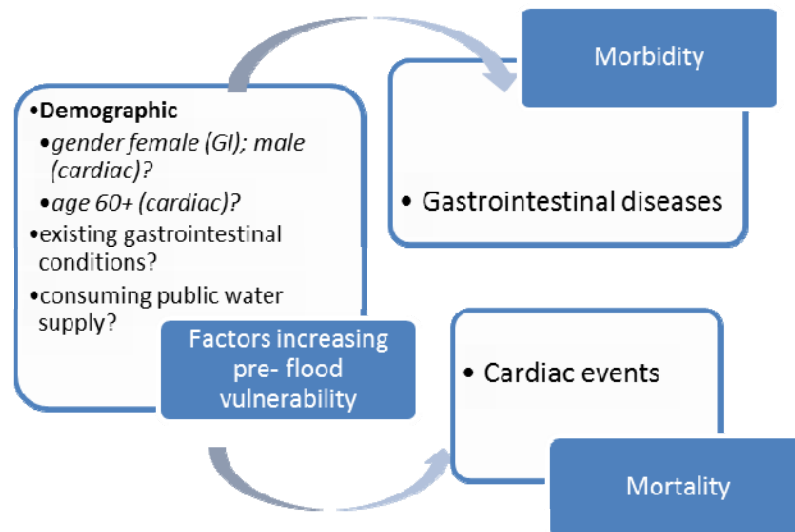 •Demographic
•gender female (GI); male
(cardiac)?
•age 60+ (cardiac)?
•existing gastrointestinal
conditions?
•consuming public water
supply?
Factors increasing
pre- flood
vulnerability
Morbidity
• Gastrointestinal diseases
• Cardiac events
Mortality